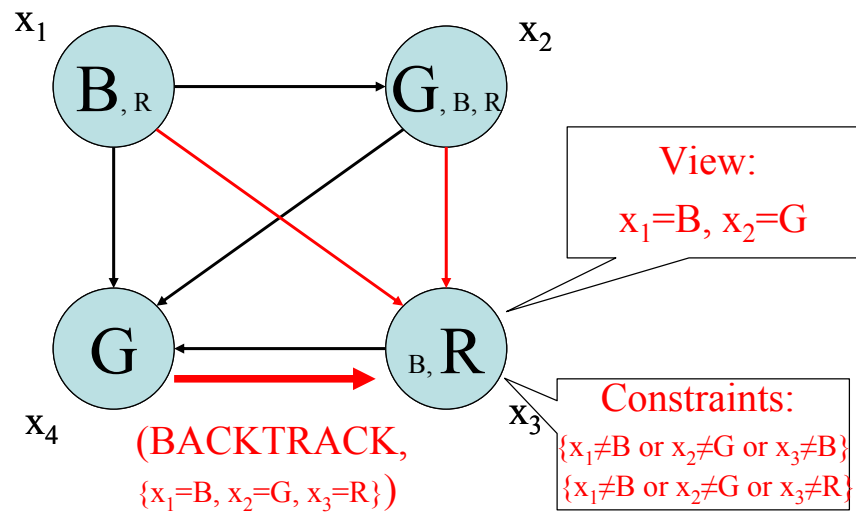 x₁
x₂
B, R
G, B, R
View:
x₁=B, x₂=G
G
B, R
x₄
x₃
(BACKTRACK,
{x₁=B, x₂=G, x₃=R})
Constraints:
{x₁≠B or x₂≠G or x₃≠B}
{x₁≠B or x₂≠G or x₃≠R}